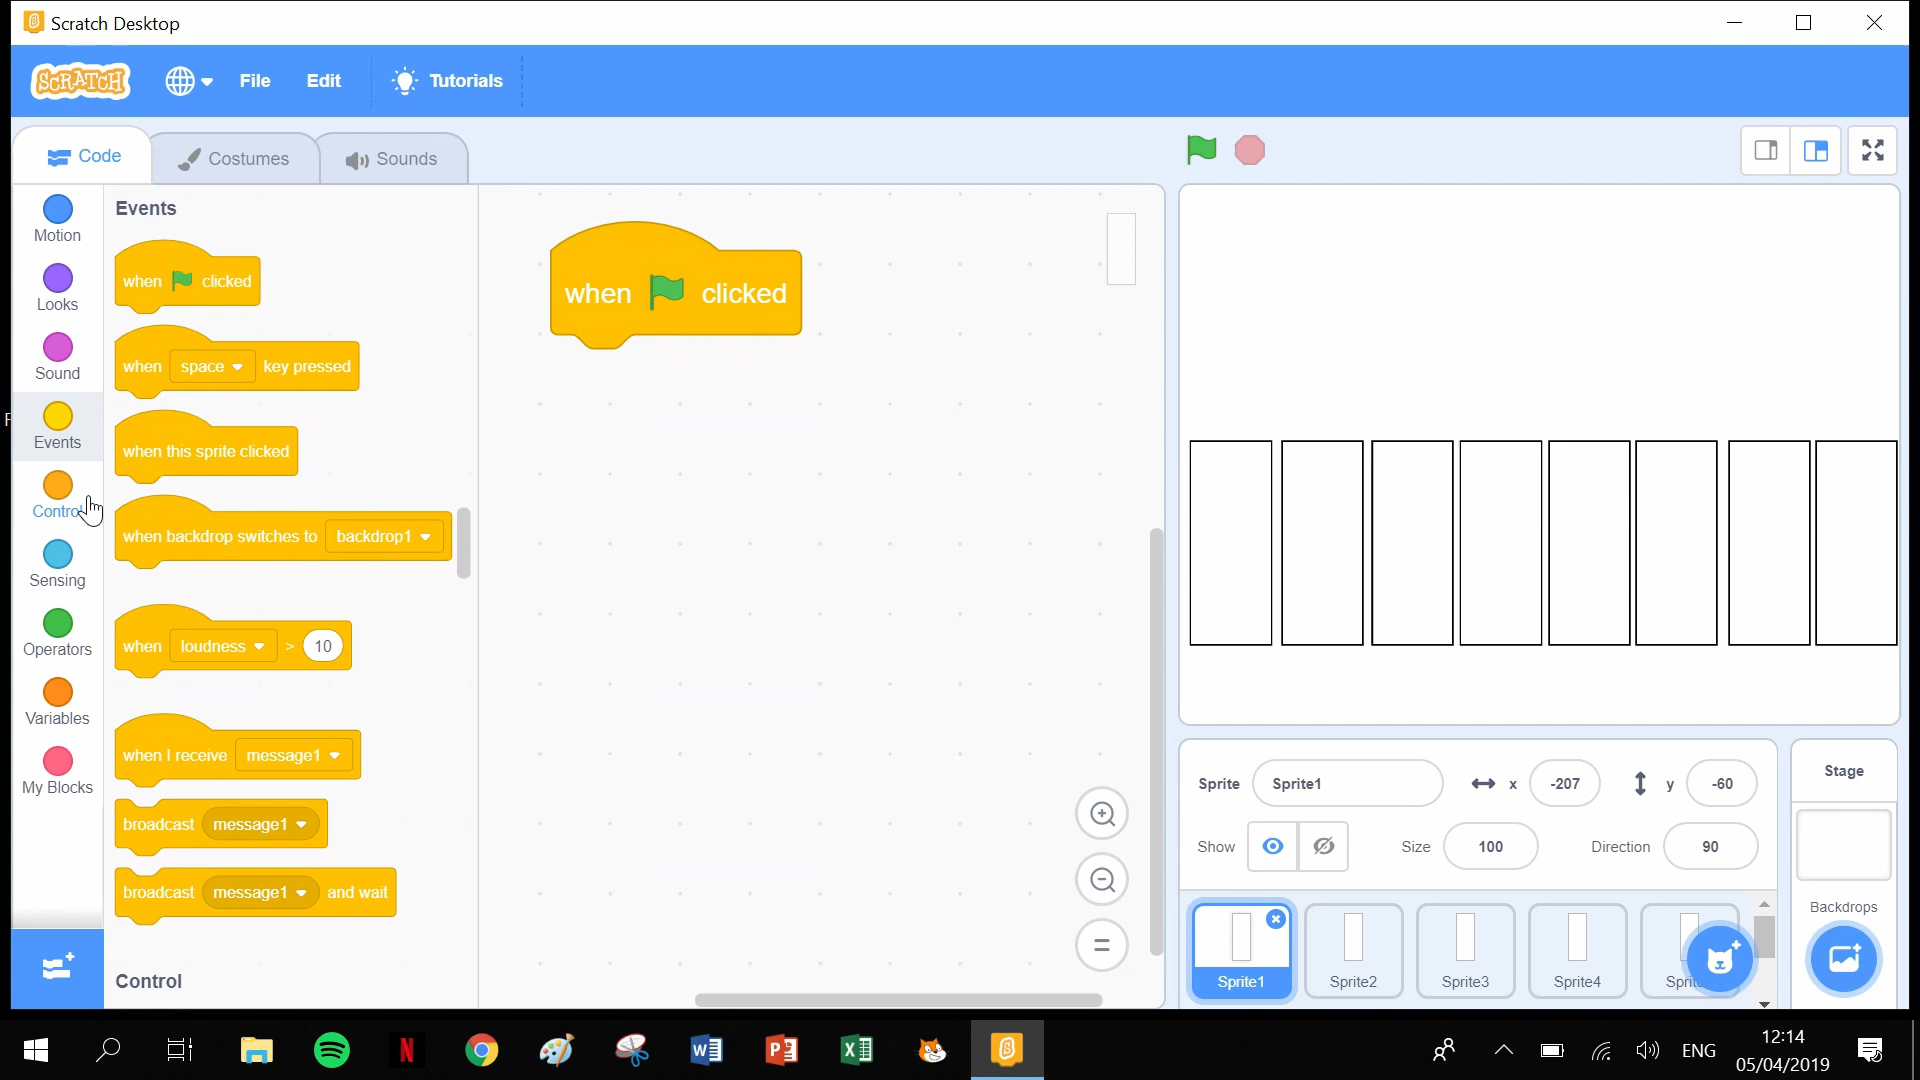 Scratch Desktop
SCRATCH File Edit Tutorials
Code Costumes Sounds
Motion
Looks
Sound
Events
Control
Sensing
Operators
Variables
My Blocks
Events
when clicked
when space key pressed
when this sprite clicked
when backdrop switches to backdrop1
when loudness > 10
when I receive message1
broadcast message1
broadcast message1 and wait
Control
when clicked
Sprite Sprite1 x -207 y -60
Show Size 100 Direction 90
Sprite1 Sprite2 Sprite3 Sprite4
Stage
Backdrops
ENG
12:14
05/04/2019